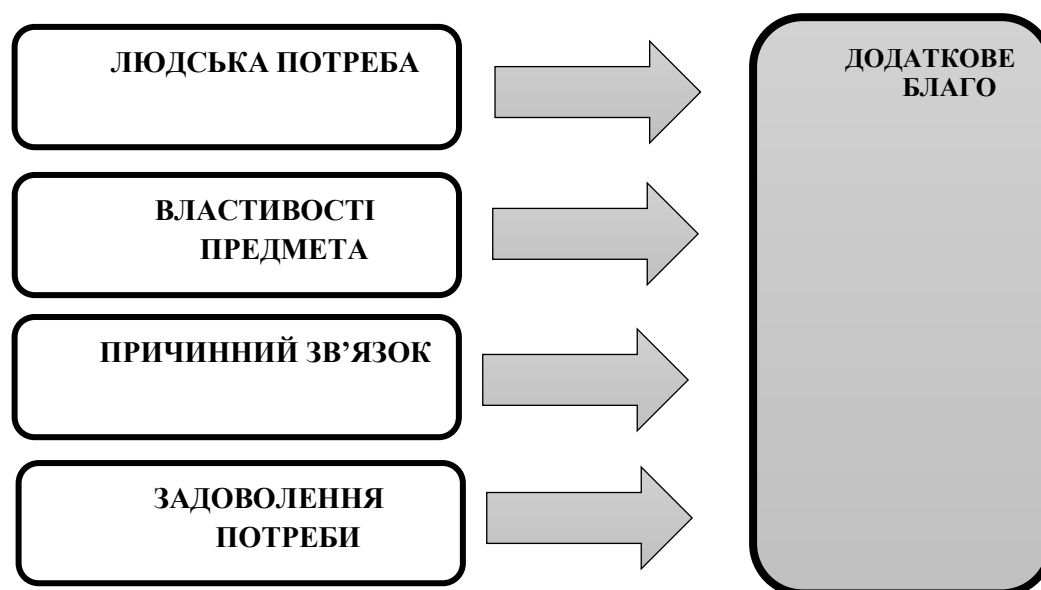 ЛЮДСЬКА ПОТРЕБА
ДОДАТКОВЕ
БЛАГО
ВЛАСТИВОСТІ
ПРЕДМЕТА
ПРИЧИННИЙ ЗВ’ЯЗОК
ЗАДОВОЛЕННЯ
ПОТРЕБИ